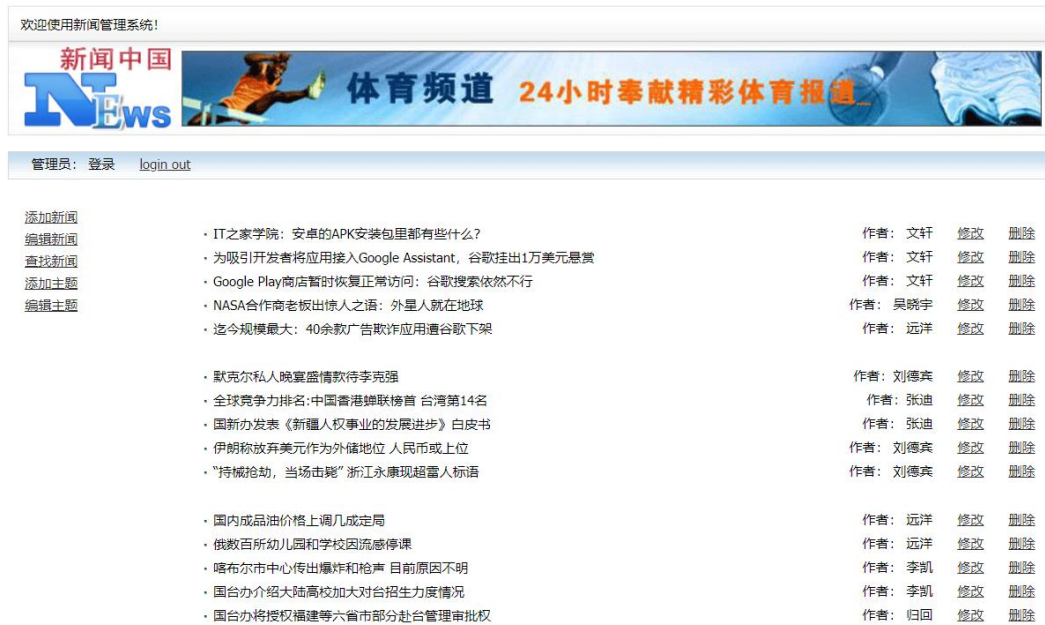 欢迎使用新闻管理系统!
新闻中国
NEws
体育频道 24小时奉献精彩体育报道_
管理员： 登录 login out
添加新闻
编辑新闻
查找新闻
添加主题
编辑主题
· IT之家学院：安卓的APK安装包里都有些什么? 作者： 文轩 修改 删除
· 为吸引开发者将应用接入Google Assistant，谷歌挂出1万美元悬赏 作者： 文轩 修改 删除
· Google Play商店暂时恢复正常访问：谷歌搜索依然不行 作者： 文轩 修改 删除
· NASA合作商老板出惊人之语：外星人就在地球 作者： 吴晓宇 修改 删除
· 迄今规模最大：40余款广告欺诈应用遭谷歌下架 作者： 远洋 修改 删除
· 默克尔私人晚宴盛情款待李克强 作者：刘德宾 修改 删除
· 全球竞争力排名:中国香港蝉联榜首 台湾第14名 作者：张迪 修改 删除
· 国新办发表《新疆人权事业的发展进步》白皮书 作者： 张迪 修改 删除
· 伊朗称放弃美元作为外储地位 人民币或上位 作者： 刘德宾 修改 删除
· “持械抢劫，当场击毙” 浙江永康现超雷人标语 作者： 刘德宾 修改 删除
· 国内成品油价格上调几成定局 作者： 远洋 修改 删除
· 俄数百所幼儿园和学校因流感停课 作者： 远洋 修改 删除
· 喀布尔市中心传出爆炸和枪声 目前原因不明 作者： 李凯 修改 删除
· 国台办介绍大陆高校加大对台招生力度情况 作者： 李凯 修改 删除
· 国台办将授权福建等六省市部分赴台管理审批权 作者： 归回 修改 删除